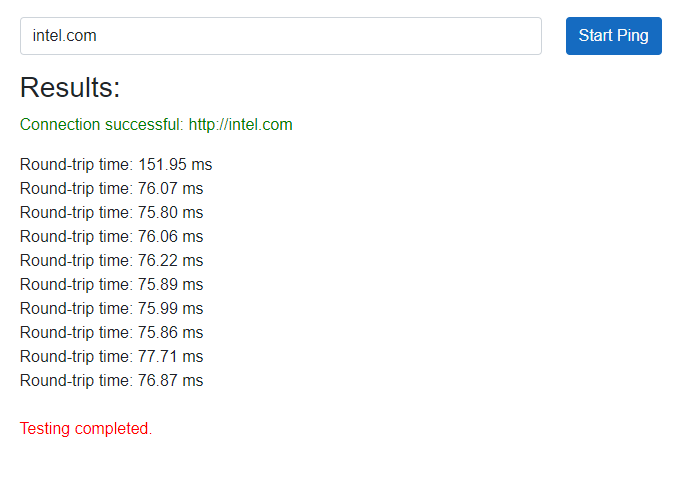 intel.com
Start Ping
Results:
Connection successful: http://intel.com
Round-trip time: 151.95 ms
Round-trip time: 76.07 ms
Round-trip time: 75.80 ms
Round-trip time: 76.06 ms
Round-trip time: 76.22 ms
Round-trip time: 75.89 ms
Round-trip time: 75.99 ms
Round-trip time: 75.86 ms
Round-trip time: 77.71 ms
Round-trip time: 76.87 ms
Testing completed.